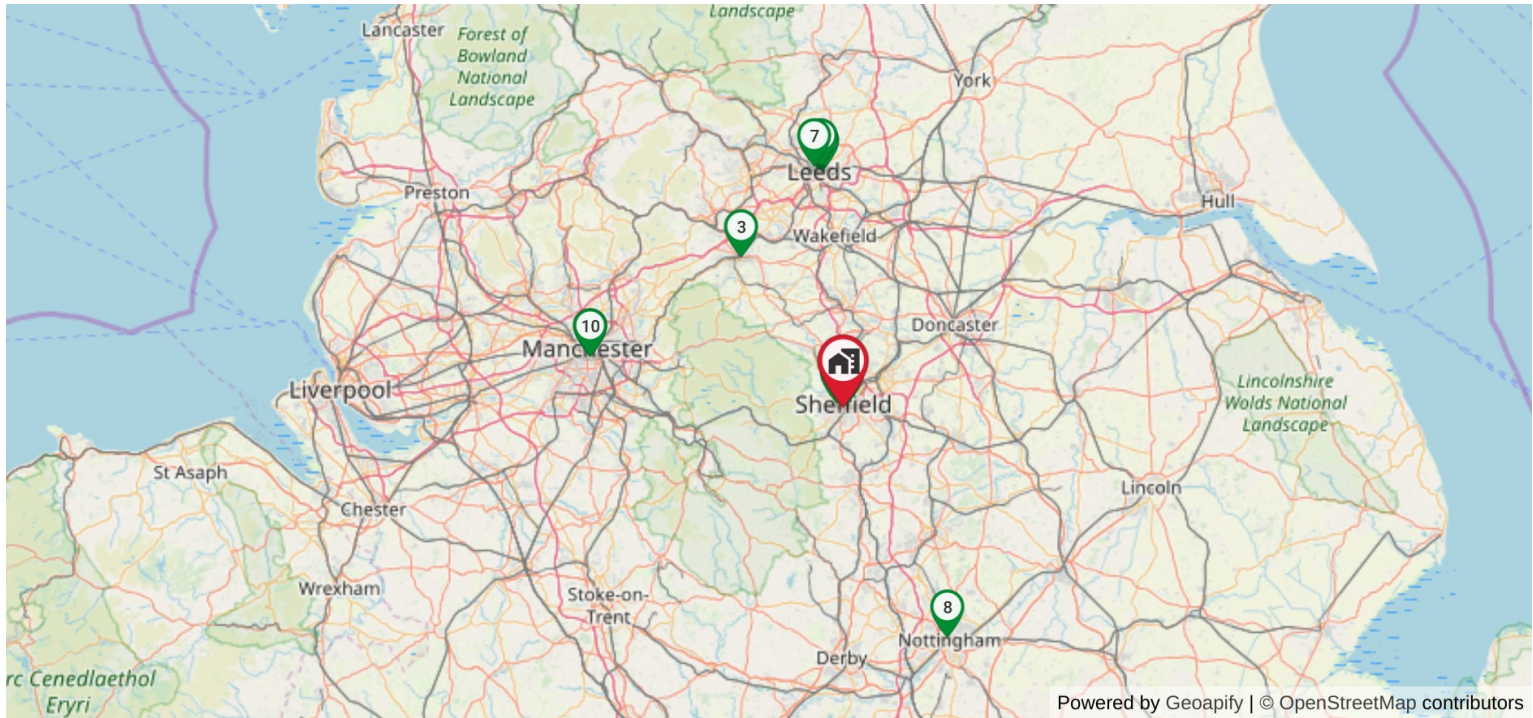 Landscape
Lancaster
Forest of
Bowland
National
Landscape
York
7
Leeds
Preston
Hull
3
Wakefield
10
Manchester
Doncaster
Liverpool
Sheffield
Lincolnshire
Wolds National
Landscape
St Asaph
Lincoln
Chester
Wrexham
Stoke-on-
Trent
8
Nottingham
Derby
rc Cenedlaethol
Eryri
Powered by Geoapify | © OpenStreetMap contributors